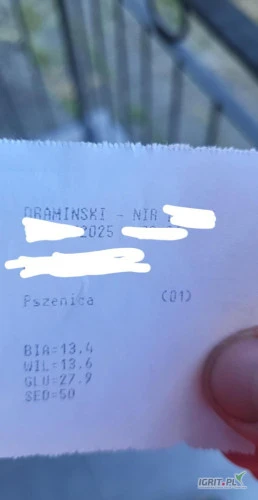 DRAMINSKI - NIR
2025
Pszenica (01)
BIA=13.4
WIL=13.6
GLU=27.9
SED=50
IGRIT.PL